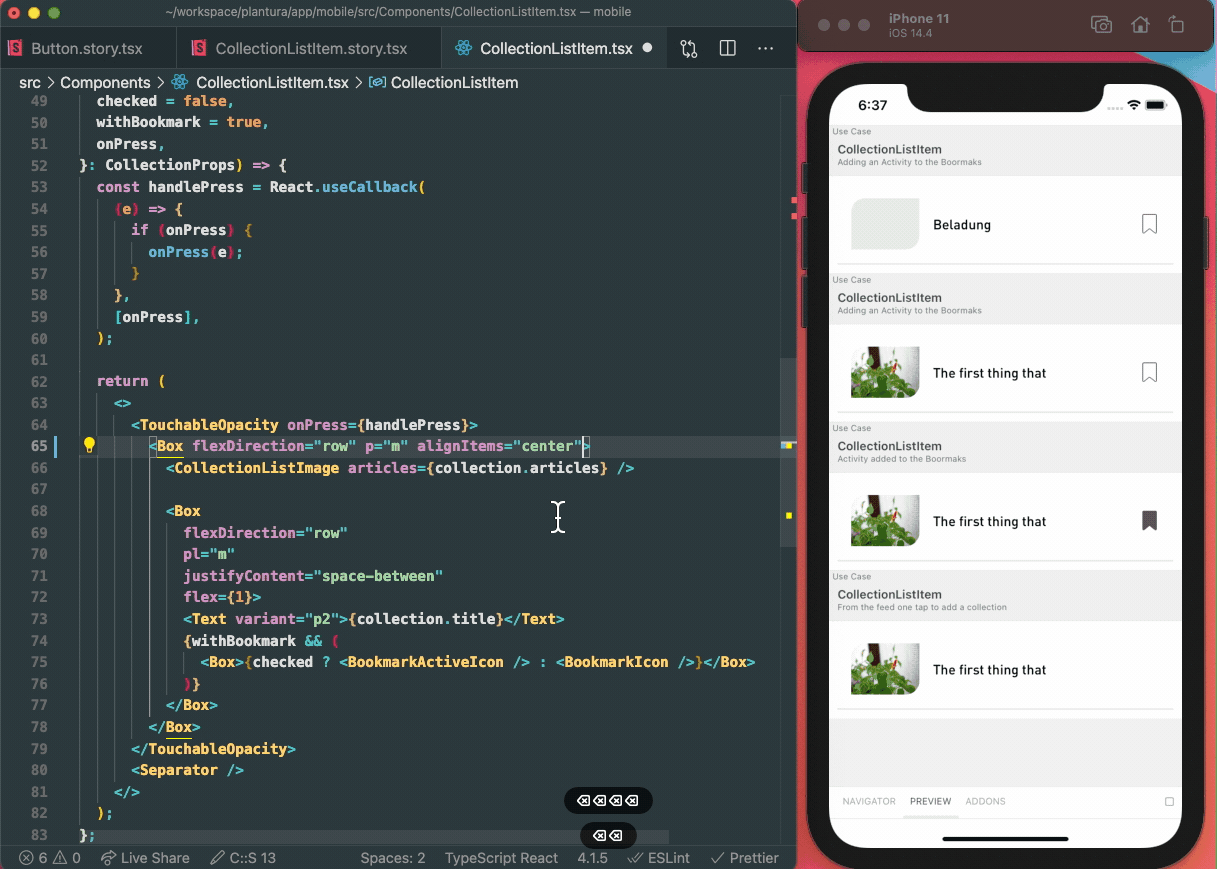 ~/workspace/plantura/app/mobile/src/Components/CollectionListItem.tsx — mobile
Button.story.tsx
CollectionListItem.story.tsx
CollectionListItem.tsx
src > Components > CollectionListItem.tsx > CollectionListItem
49 checked = false,
50 withBookmark = true,
51 onPress,
52 }: CollectionProps) => {
53 const handlePress = React.useCallback(
54 (e) => {
55 if (onPress) {
56 onPress(e);
57 }
58 },
59 [onPress],
60 );
61
62 return (
63 <>
64 <TouchableOpacity onPress={handlePress}>
65 <Box flexDirection="row" p="m" alignItems="center">
66 <CollectionListImage articles={collection.articles} />
67
68 <Box
69 flexDirection="row"
70 pl="m"
71 justifyContent="space-between"
72 flex={1}>
73 <Text variant="p2">{collection.title}</Text>
74 {withBookmark && (
75 <Box>{checked ? <BookmarkActiveIcon /> : <BookmarkIcon />}</Box>
76 )}
77 </Box>
78 </Box>
79 </TouchableOpacity>
80 <Separator />
81 </>
82 );
83 };
6 0 Live Share C::S 13 Spaces: 2 TypeScript React 4.1.5 ESLint Prettier
iPhone 11
iOS 14.4
6:37
Use Case
CollectionListItem
Adding an Activity to the Boormaks
Beladung
Use Case
CollectionListItem
Adding an Activity to the Boormaks
The first thing that
Use Case
CollectionListItem
Activity added to the Boormaks
The first thing that
Use Case
CollectionListItem
From the feed one tap to add a collection
The first thing that
NAVIGATOR PREVIEW ADDONS